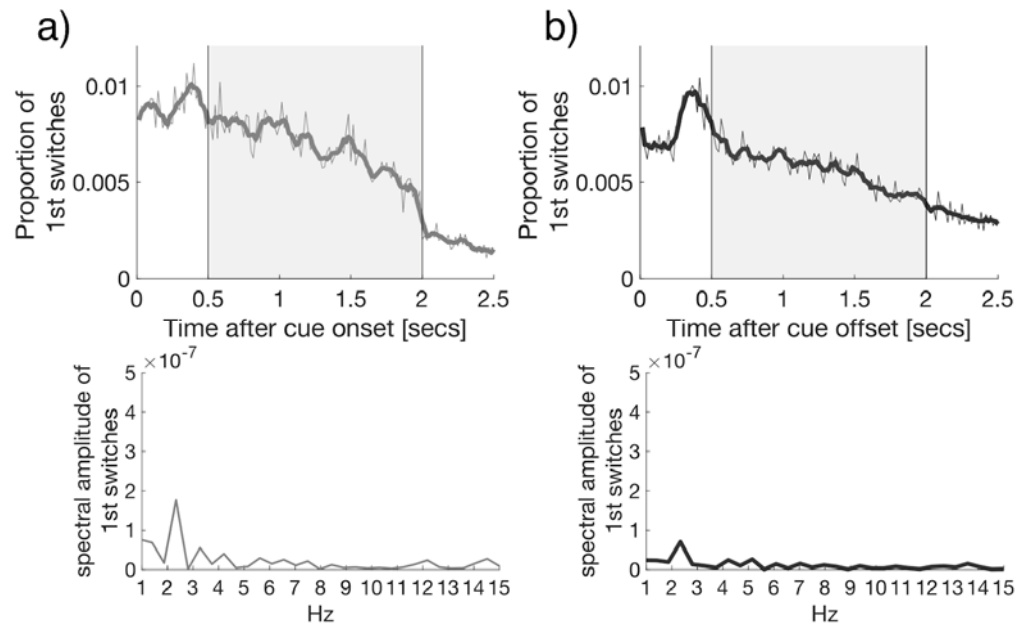 a)
Proportion of
1st switches
0.01
0.005
0
0 0.5 1 1.5 2 2.5
Time after cue onset [secs]
b)
Proportion of
1st switches
0.01
0.005
0
0 0.5 1 1.5 2 2.5
Time after cue offset [secs]
spectral amplitude of
1st switches
×10-7
5
4
3
2
1
0
1 2 3 4 5 6 7 8 9 10 11 12 13 14 15
Hz
spectral amplitude of
1st switches
×10-7
5
4
3
2
1
0
1 2 3 4 5 6 7 8 9 10 11 12 13 14 15
Hz